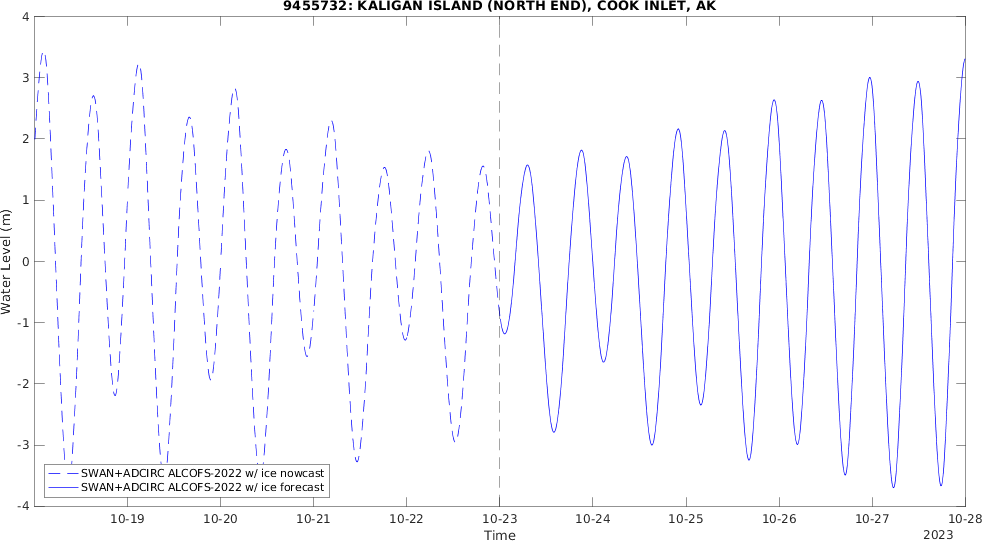 9455732: KALIGAN ISLAND (NORTH END), COOK INLET, AK
4
3
2
1
0
-1
-2
-3
-4
Water Level (m)
SWAN+ADCIRC ALCOFS-2022 w/ ice nowcast
SWAN+ADCIRC ALCOFS-2022 w/ ice forecast
10-19 10-20 10-21 10-22 10-23 10-24 10-25 10-26 10-27 10-28
Time
2023